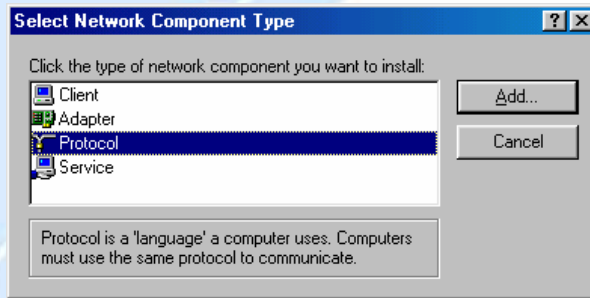 Select Network Component Type
Click the type of network component you want to install:
Client
Adapter
Protocol
Service
Add...
Cancel
Protocol is a 'language' a computer uses. Computers
must use the same protocol to communicate.